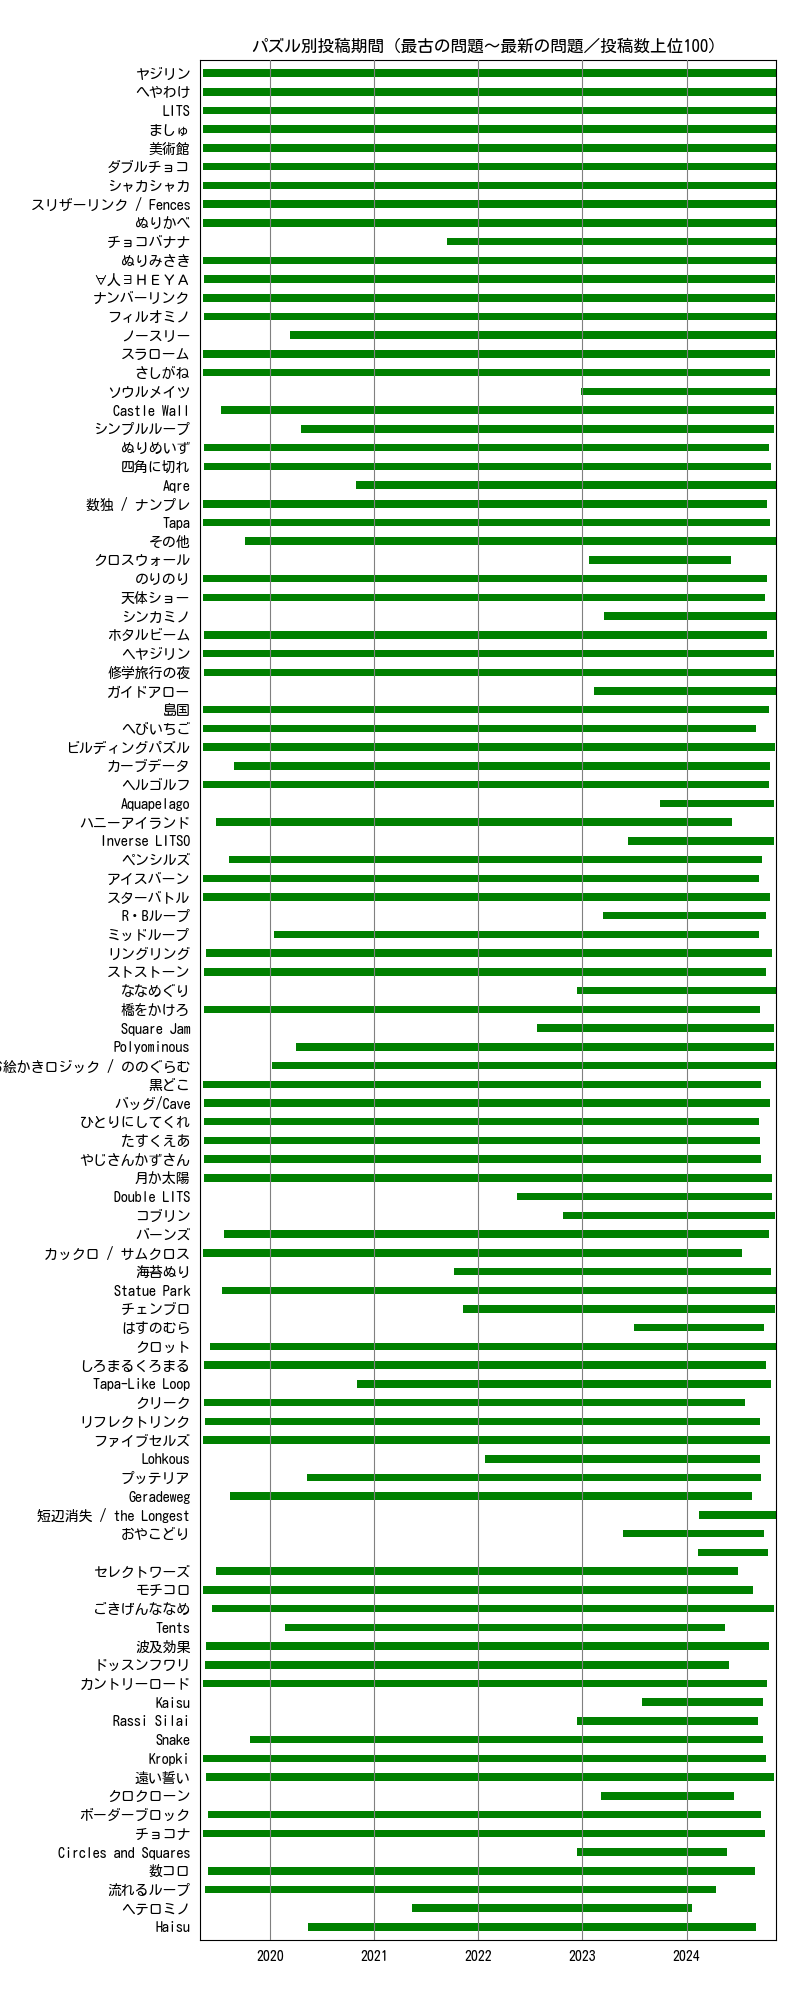 パズル別投稿期間（最古の問題～最新の問題／投稿数上位100）
ヤジリン
へやわけ
LITS
ましゅ
美術館
ダブルチョコ
シャカシャカ
スリザーリンク / Fences
ぬりかべ
チョコバナナ
ぬりみさき
∀人∃ＨＥＹＡ
ナンバーリンク
フィルオミノ
ノースリー
スラローム
さしがね
ソウルメイツ
Castle Wall
シンプルループ
ぬりめいず
四角に切れ
Aqre
数独 / ナンプレ
Tapa
その他
クロスウォール
のりのり
天体ショー
シンカミノ
ホタルビーム
へヤジリン
修学旅行の夜
ガイドアロー
島国
へびいちご
ビルディングパズル
カーブデータ
ヘルゴルフ
Aquapelago
ハニーアイランド
Inverse LITSO
ペンシルズ
アイスバーン
スターバトル
R・Bループ
ミッドループ
リングリング
ストストーン
ななめぐり
橋をかけろ
Square Jam
Polyominous
絵かきロジック / ののぐらむ
黒どこ
バッグ/Cave
ひとりにしてくれ
たすくえあ
やじさんかずさん
月か太陽
Double LITS
コブリン
バーンズ
カックロ / サムクロス
海苔ぬり
Statue Park
チェンブロ
はすのむら
クロット
しろまるくろまる
Tapa-Like Loop
クリーク
リフレクトリンク
ファイブセルズ
Lohkous
プッテリア
Geradeweg
短辺消失 / the Longest
おやこどり
セレクトワーズ
モチコロ
ごきげんななめ
Tents
波及効果
ドッスンフワリ
カントリーロード
Kaisu
Rassi Silai
Snake
Kropki
遠い誓い
クロクローン
ボーダーブロック
チョコナ
Circles and Squares
数コロ
流れるループ
ヘテロミノ
Haisu
2020 2021 2022 2023 2024